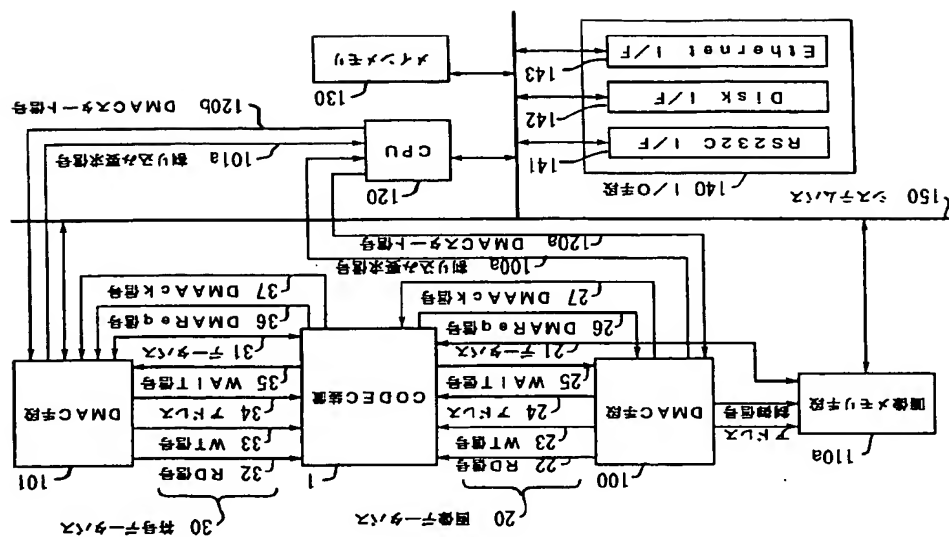 20 画像データバス
30 符号データバス
110a
画像メモリ手段
アドレス
制御信号
100
DMAC手段
22 RD信号
23 WT信号
24 アドレス
25 WAIT信号
21 データバス
26 DMAReq信号
27 DMAAck信号
1
CODEC装置
32 RD信号
33 WT信号
34 アドレス
35 WAIT信号
31 データバス
36 DMAReq信号
37 DMAAck信号
101
DMAC手段
100a 割り込み要求信号
120a DMACスタート信号
150 システムバス
140 I/O手段
141
RS232C I/F
142
Disk I/F
143
Ethernet I/F
120
CPU
101a 割り込み要求信号
120b DMACスタート信号
130
メインメモリ